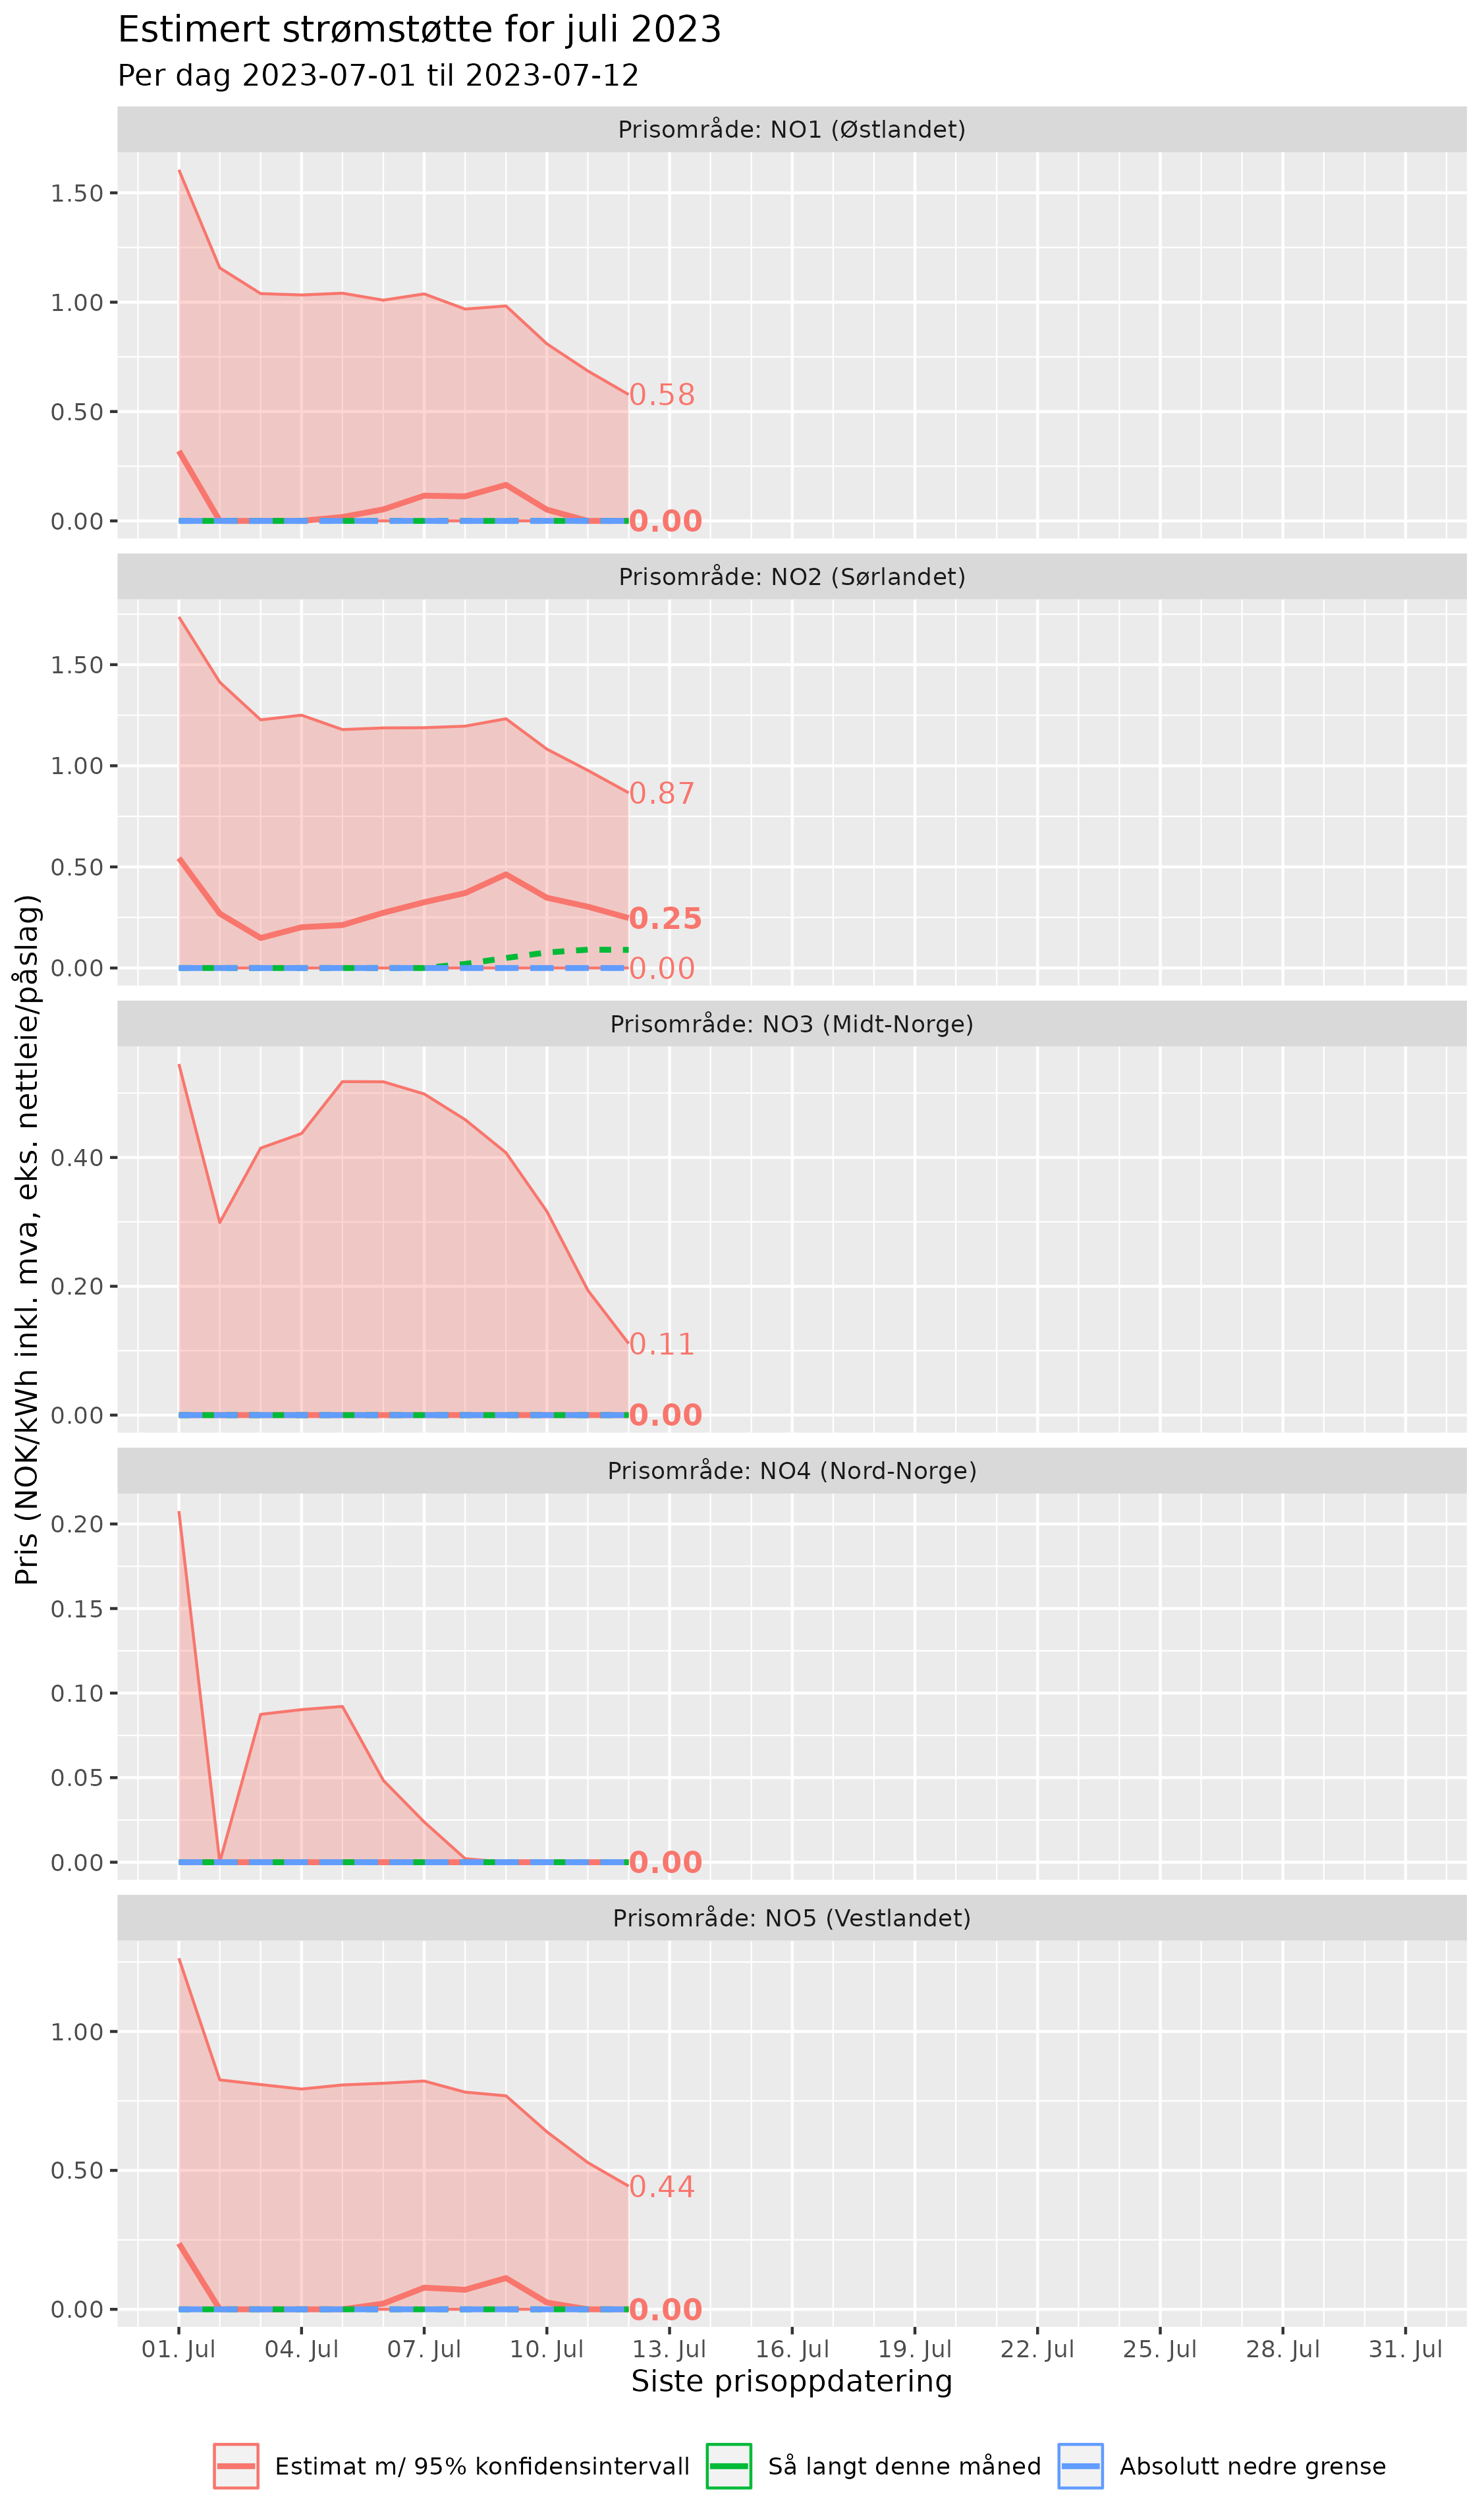 Estimert strømstøtte for juli 2023
Per dag 2023-07-01 til 2023-07-12
Pris (NOK/kWh inkl. mva, eks. nettleie/påslag)
Prisområde: NO1 (Østlandet)
1.50
1.00
0.50
0.00
0.58
0.00
Prisområde: NO2 (Sørlandet)
1.50
1.00
0.50
0.00
0.87
0.25
0.00
Prisområde: NO3 (Midt-Norge)
0.40
0.20
0.00
0.11
0.00
Prisområde: NO4 (Nord-Norge)
0.20
0.15
0.10
0.05
0.00
0.00
Prisområde: NO5 (Vestlandet)
1.00
0.50
0.00
0.44
0.00
01. Jul 04. Jul 07. Jul 10. Jul 13. Jul 16. Jul 19. Jul 22. Jul 25. Jul 28. Jul 31. Jul
Siste prisoppdatering
Estimat m/ 95% konfidensintervall Så langt denne måned Absolutt nedre grense